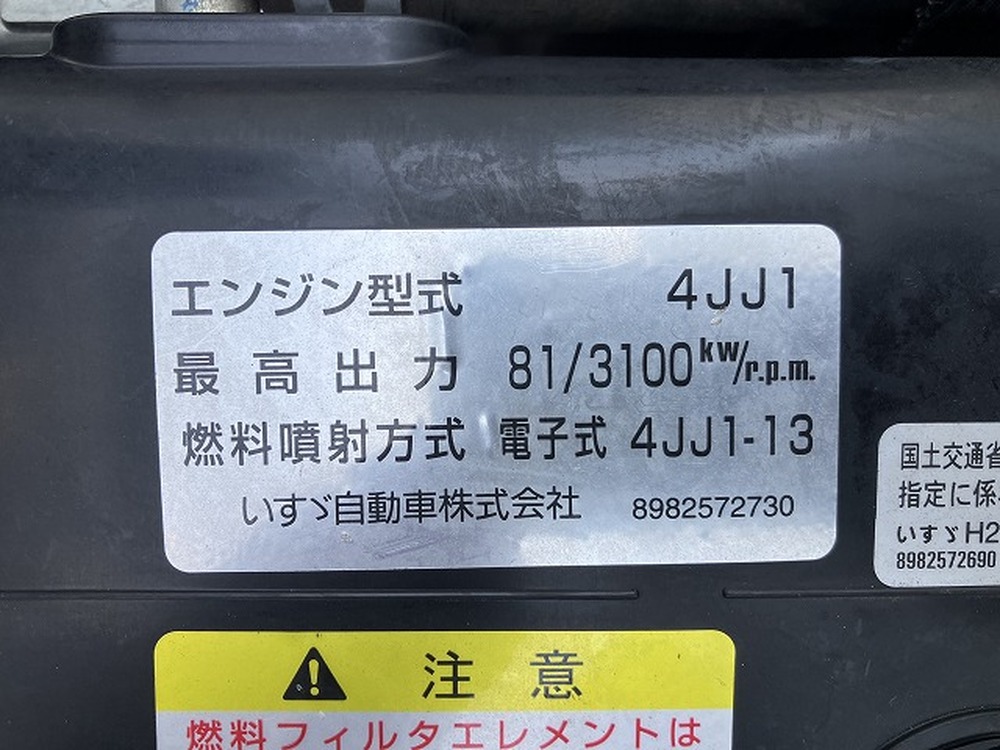 エンジン型式 4JJ1
最高出力 81/3100kW/r.p.m.
燃料噴射方式 電子式 4JJ1-13
いすゞ自動車株式会社 8982572730
国土交通省
指定に係
いすゞH2
8982572690
注意
燃料フィルタエレメントは